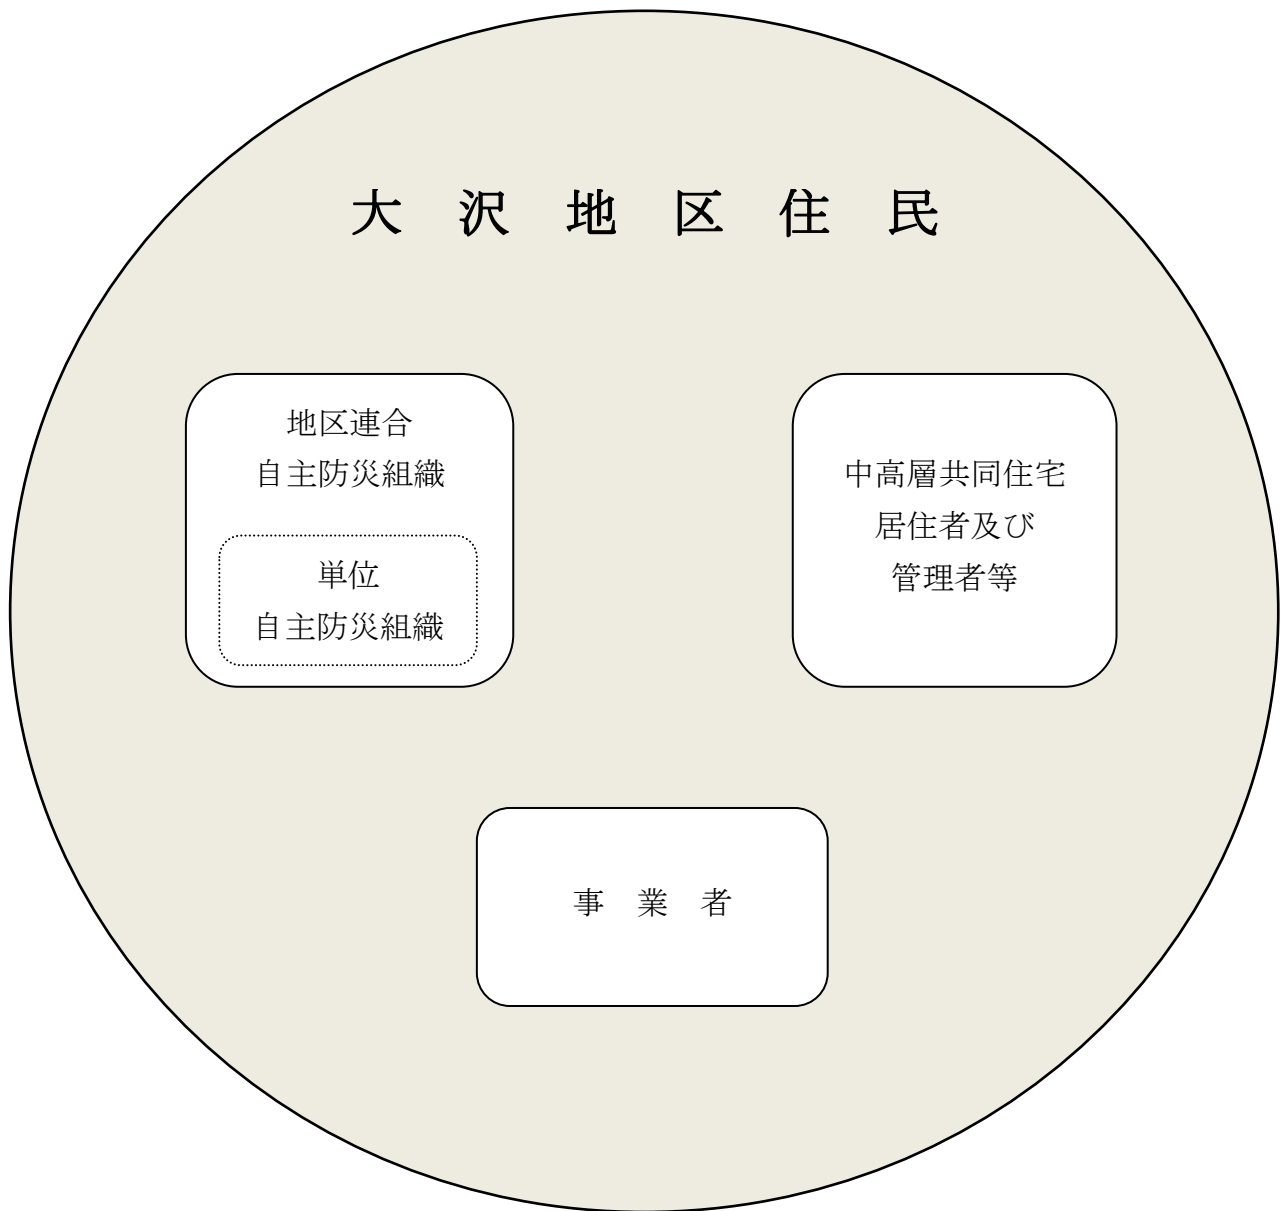 大 沢 地 区 住 民
地区連合
自主防災組織
単位
自主防災組織
中高層共同住宅
居住者及び
管理者等
事 業 者